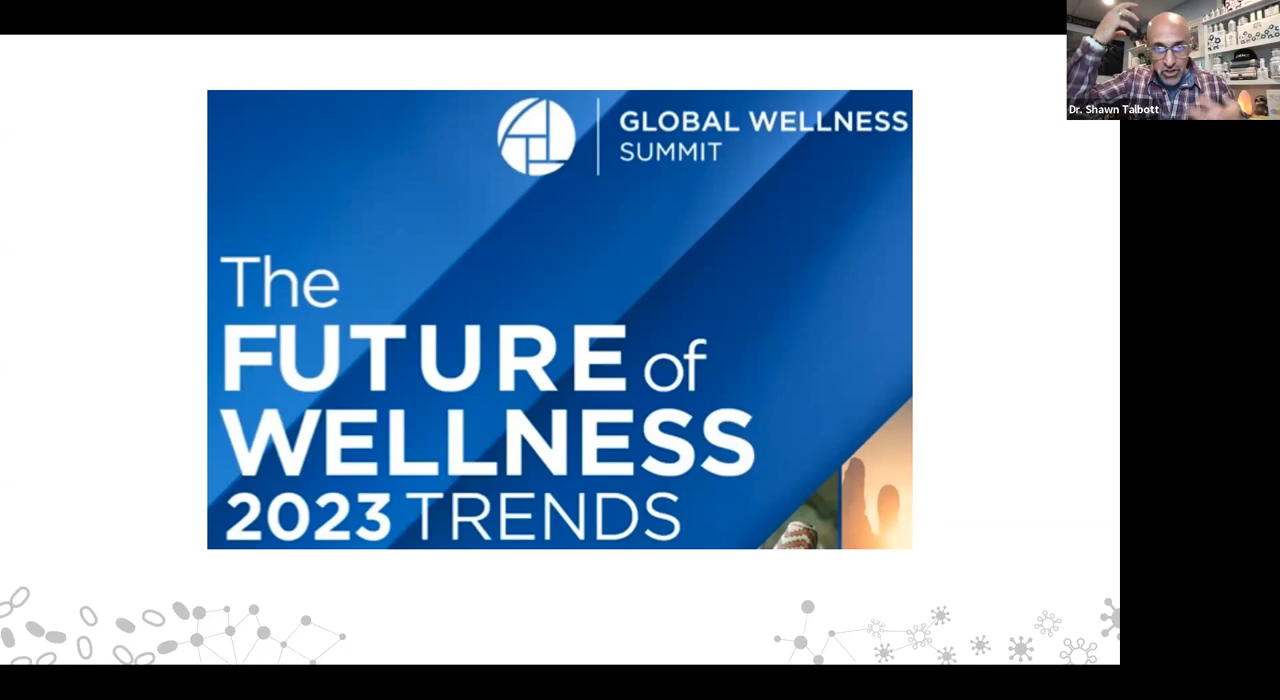 GLOBAL WELLNESS
SUMMIT
The
FUTURE of
WELLNESS
2023 TRENDS
Dr. Shawn Talbott